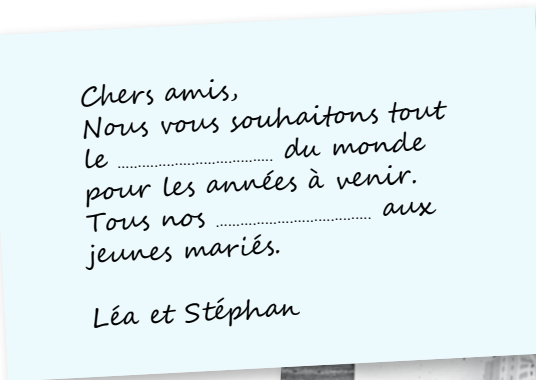 Chers amis,
Nous vous souhaitons tout
le .................................... du monde
pour les années à venir.
Tous nos .................................... aux
jeunes mariés.
Léa et Stéphan